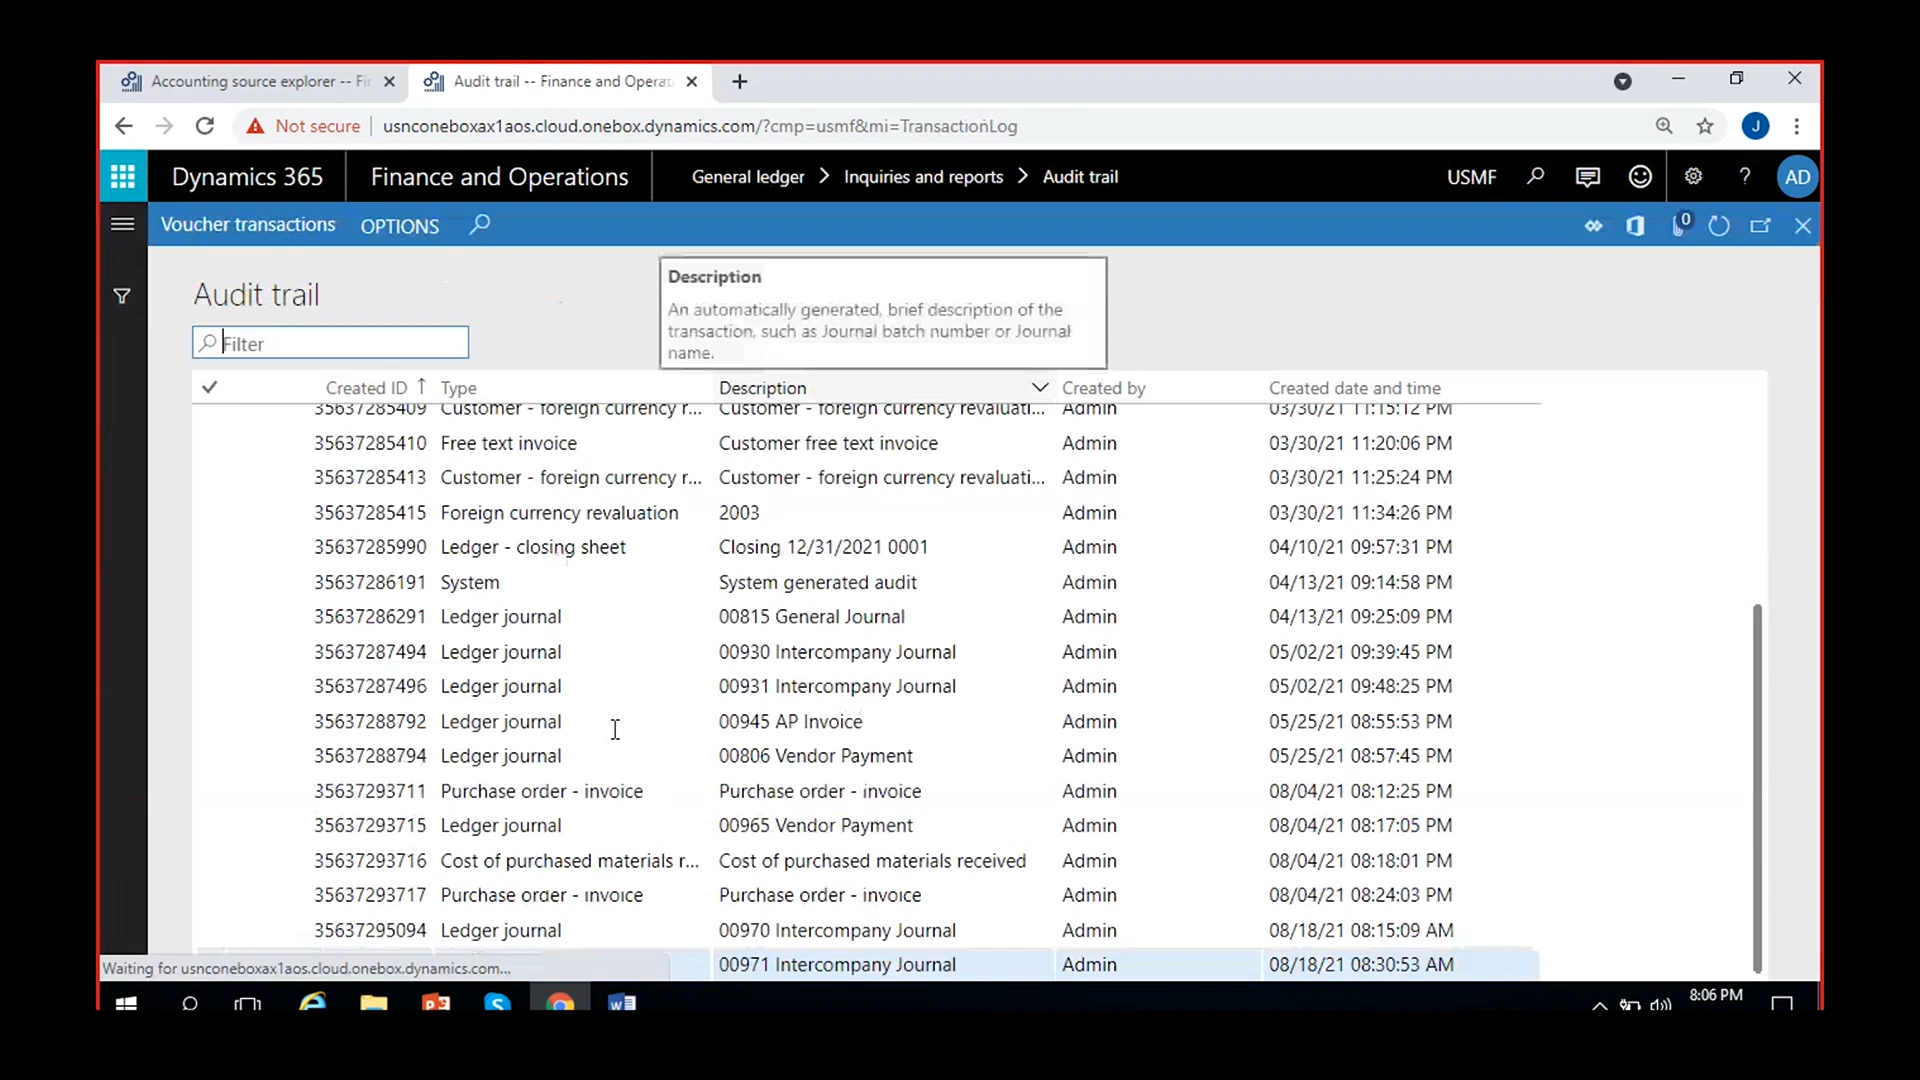 Accounting source explorer -- Fi
Audit trail -- Finance and Operat
Not secure usnconeboxax1aos.cloud.onebox.dynamics.com/?cmp=usmf&mi=TransactionLog J
Dynamics 365 Finance and Operations General ledger Inquiries and reports Audit trail USMF ? AD
Voucher transactions OPTIONS 0
Audit trail
Filter
Description
An automatically generated, brief description of the
transaction, such as Journal batch number or Journal
name.
Created ID Type Description Created by Created date and time
35637285409 Customer - foreign currency r... Customer - foreign currency revaluati... Admin 03/30/21 11:15:12 PM
35637285410 Free text invoice Customer free text invoice Admin 03/30/21 11:20:06 PM
35637285413 Customer - foreign currency r... Customer - foreign currency revaluati... Admin 03/30/21 11:25:24 PM
35637285415 Foreign currency revaluation 2003 Admin 03/30/21 11:34:26 PM
35637285990 Ledger - closing sheet Closing 12/31/2021 0001 Admin 04/10/21 09:57:31 PM
35637286191 System System generated audit Admin 04/13/21 09:14:58 PM
35637286291 Ledger journal 00815 General Journal Admin 04/13/21 09:25:09 PM
35637287494 Ledger journal 00930 Intercompany Journal Admin 05/02/21 09:39:45 PM
35637287496 Ledger journal 00931 Intercompany Journal Admin 05/02/21 09:48:25 PM
35637288792 Ledger journal 00945 AP Invoice Admin 05/25/21 08:55:53 PM
35637288794 Ledger journal 00806 Vendor Payment Admin 05/25/21 08:57:45 PM
35637293711 Purchase order - invoice Purchase order - invoice Admin 08/04/21 08:12:25 PM
35637293715 Ledger journal 00965 Vendor Payment Admin 08/04/21 08:17:05 PM
35637293716 Cost of purchased materials r... Cost of purchased materials received Admin 08/04/21 08:18:01 PM
35637293717 Purchase order - invoice Purchase order - invoice Admin 08/04/21 08:24:03 PM
35637295094 Ledger journal 00970 Intercompany Journal Admin 08/18/21 08:15:09 AM
00971 Intercompany Journal Admin 08/18/21 08:30:53 AM
Waiting for usnconeboxax1aos.cloud.onebox.dynamics.com...
8:06 PM